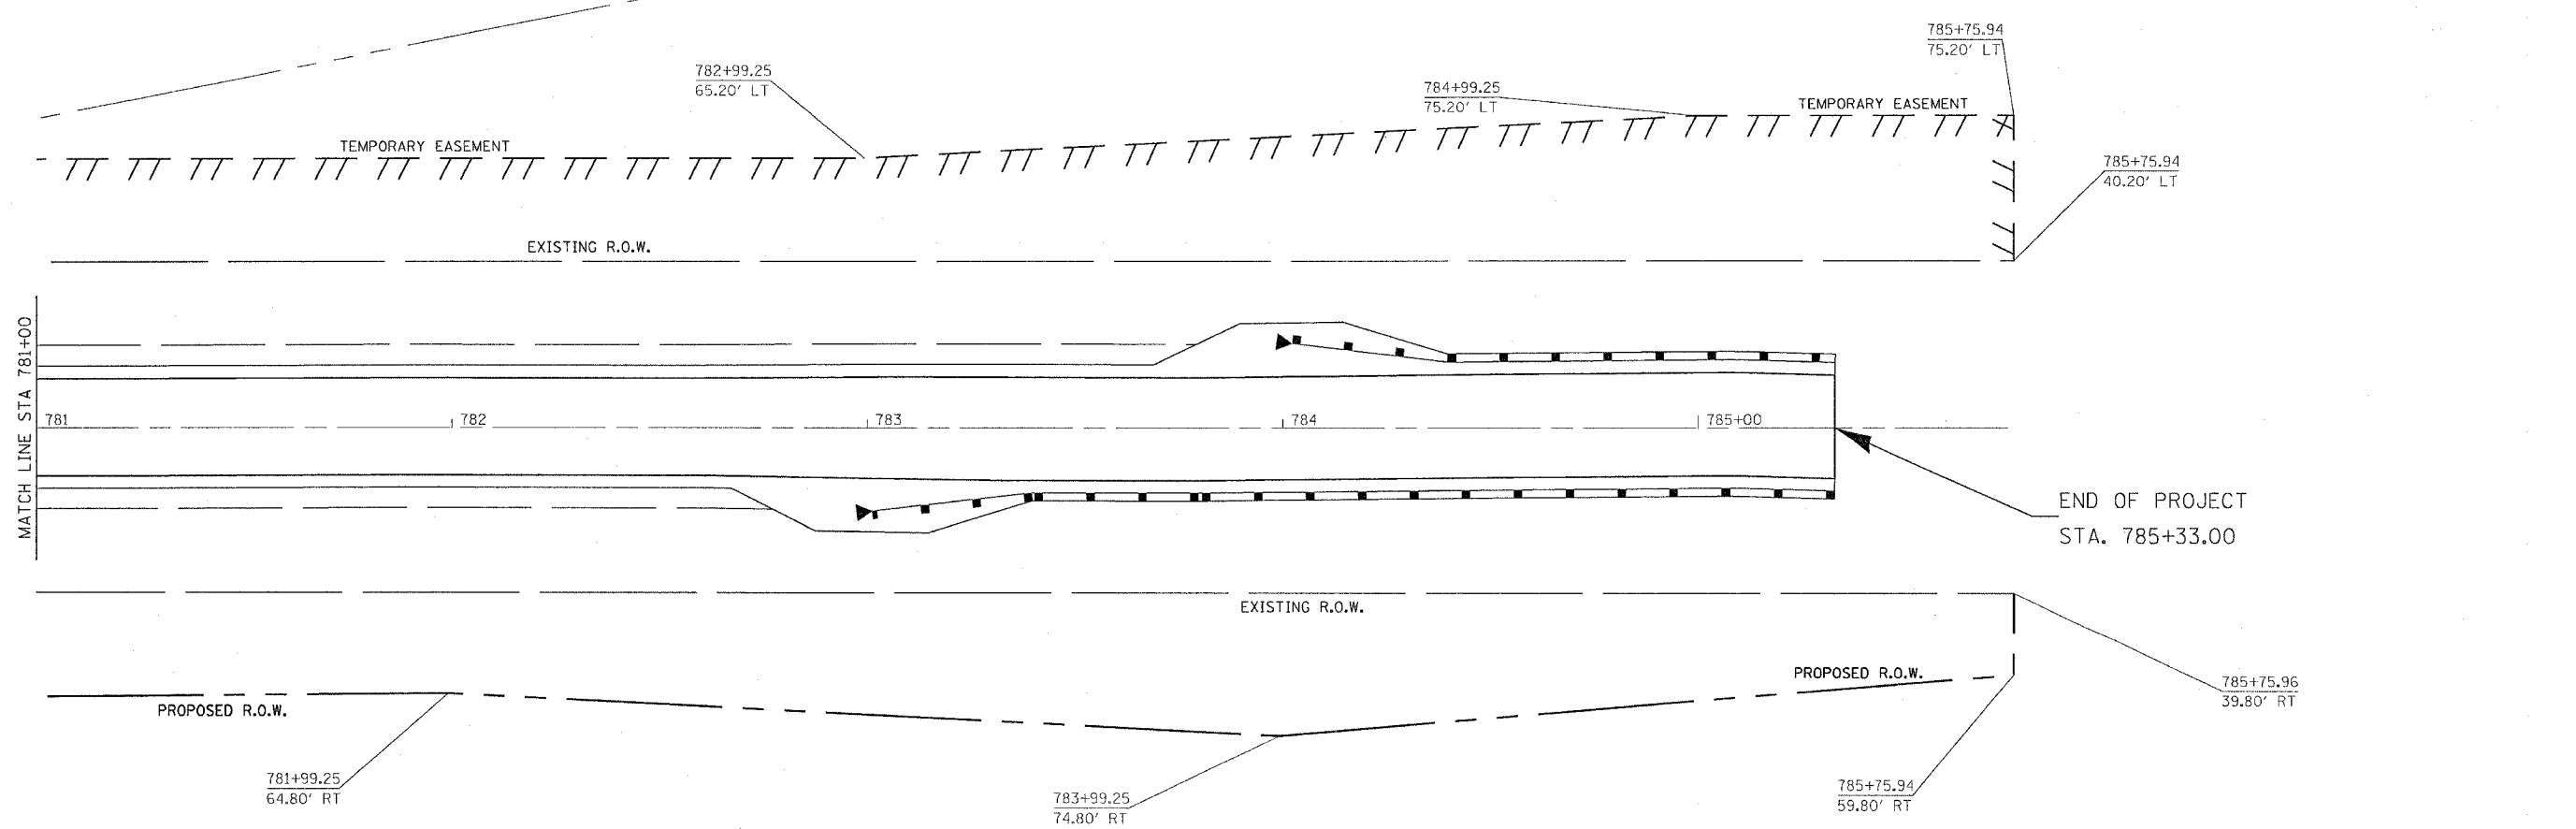 785+75.94
75.20' LT
782+99.25
65.20' LT
784+99.25
75.20' LT
TEMPORARY EASEMENT
TEMPORARY EASEMENT
785+75.94
40.20' LT
EXISTING R.O.W.
MATCH LINE STA 781+00
781
782
783
784
785+00
END OF PROJECT
STA. 785+33.00
EXISTING R.O.W.
PROPOSED R.O.W.
785+75.96
39.80' RT
PROPOSED R.O.W.
781+99.25
64.80' RT
783+99.25
74.80' RT
785+75.94
59.80' RT